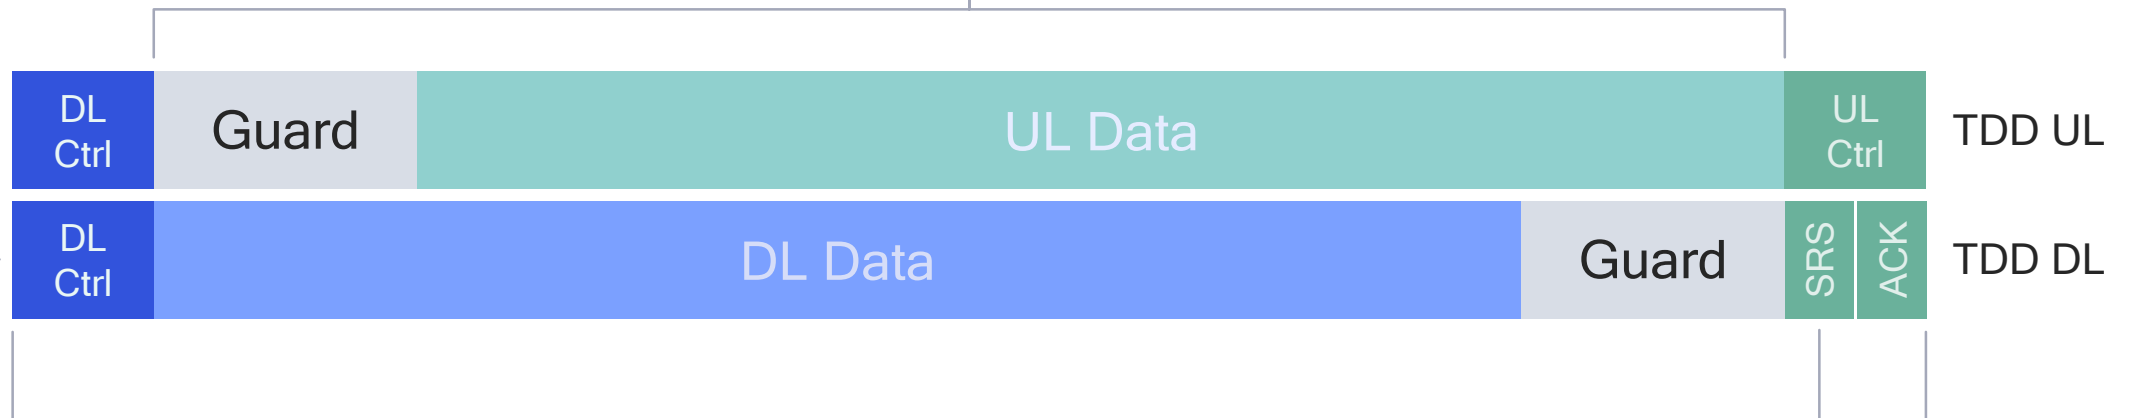 DL
Ctrl
Guard
UL Data
UL
Ctrl
TDD UL
DL
Ctrl
DL Data
Guard
SRS
ACK
TDD DL